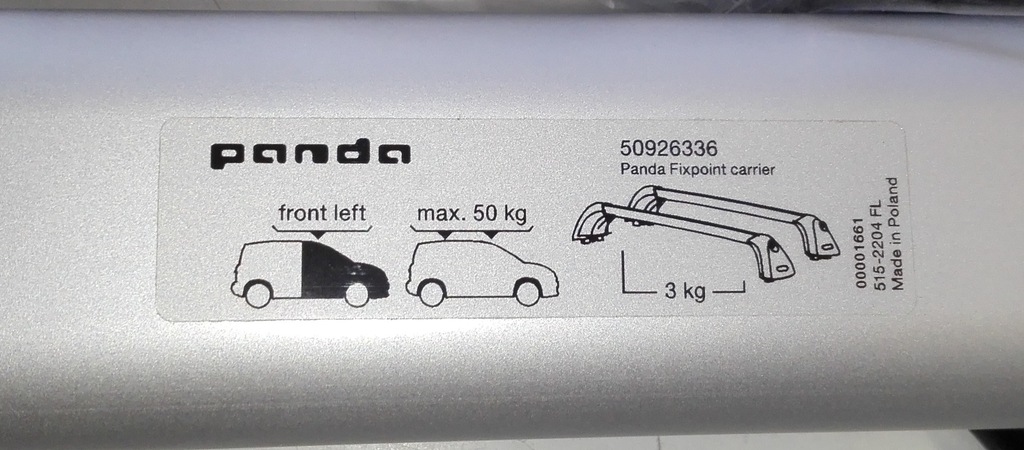 panda
front left
max. 50 kg
50926336
Panda Fixpoint carrier
3 kg
00001661
515-2204 FL
Made in Poland